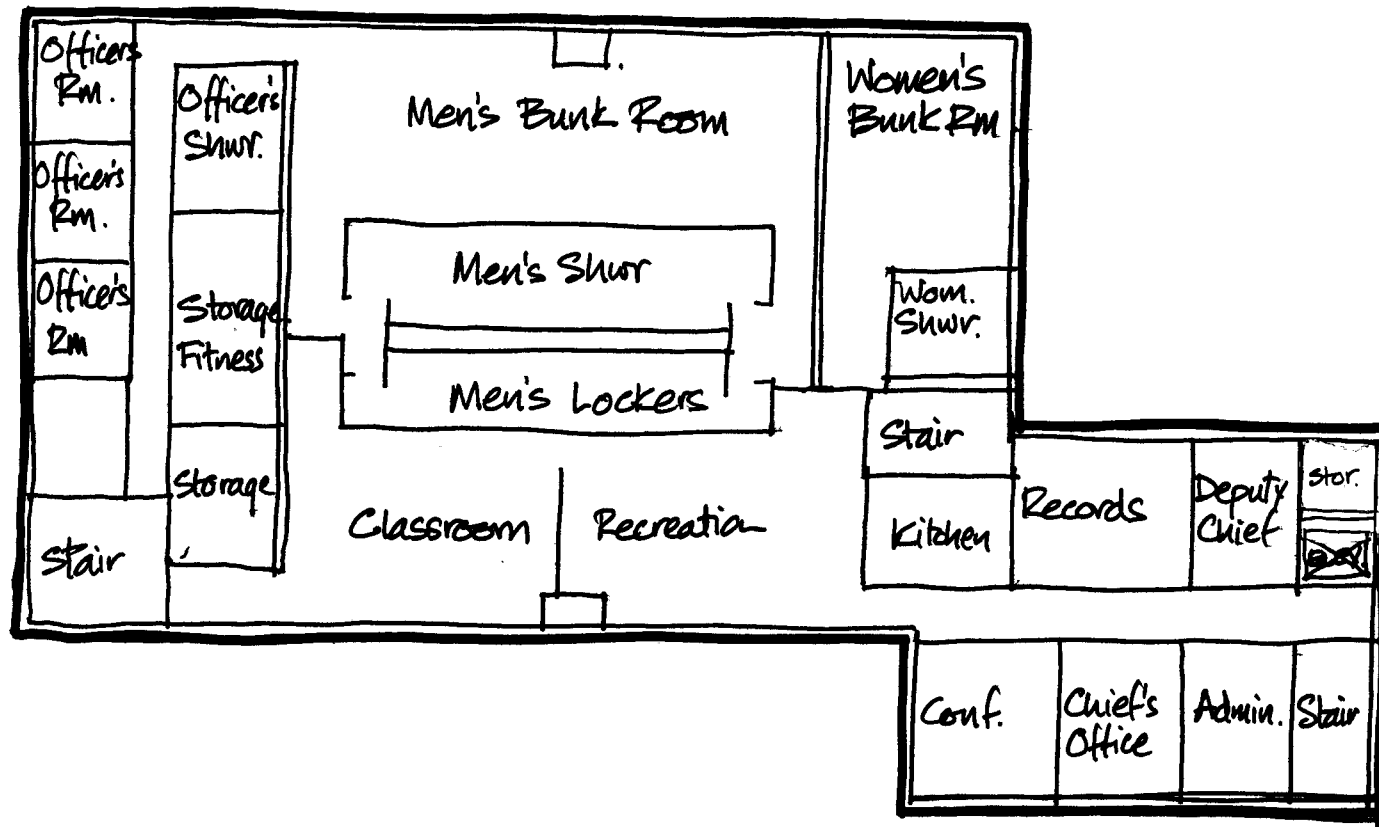 Officers
Rm.
Officer's
Shwr.
Men's Bunk Room
Women's
Bunk Rm
Officer's
Rm.
Officer's
Rm
Storage
Fitness
Men's Shwr
Wom.
Shwr.
Men's Lockers
Stair
Storage
Classroom
Recreation
Kitchen
Records
Deputy
Chief
Stor.
Stair
Conf.
Chief's
Office
Admin.
Stair